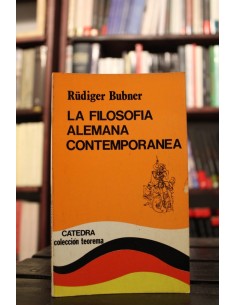 Rüdiger Bubner
LA FILOSOFIA
ALEMANA
CONTEMPORANEA
CATEDRA
colección teorema